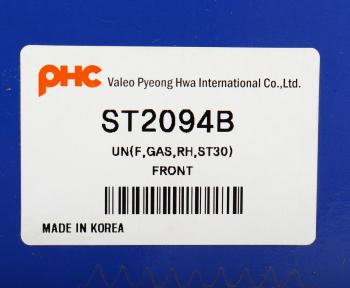 PHC Valeo Pyeong Hwa International Co.,Ltd.
ST2094B
UN(F,GAS,RH,ST30)
FRONT
MADE IN KOREA